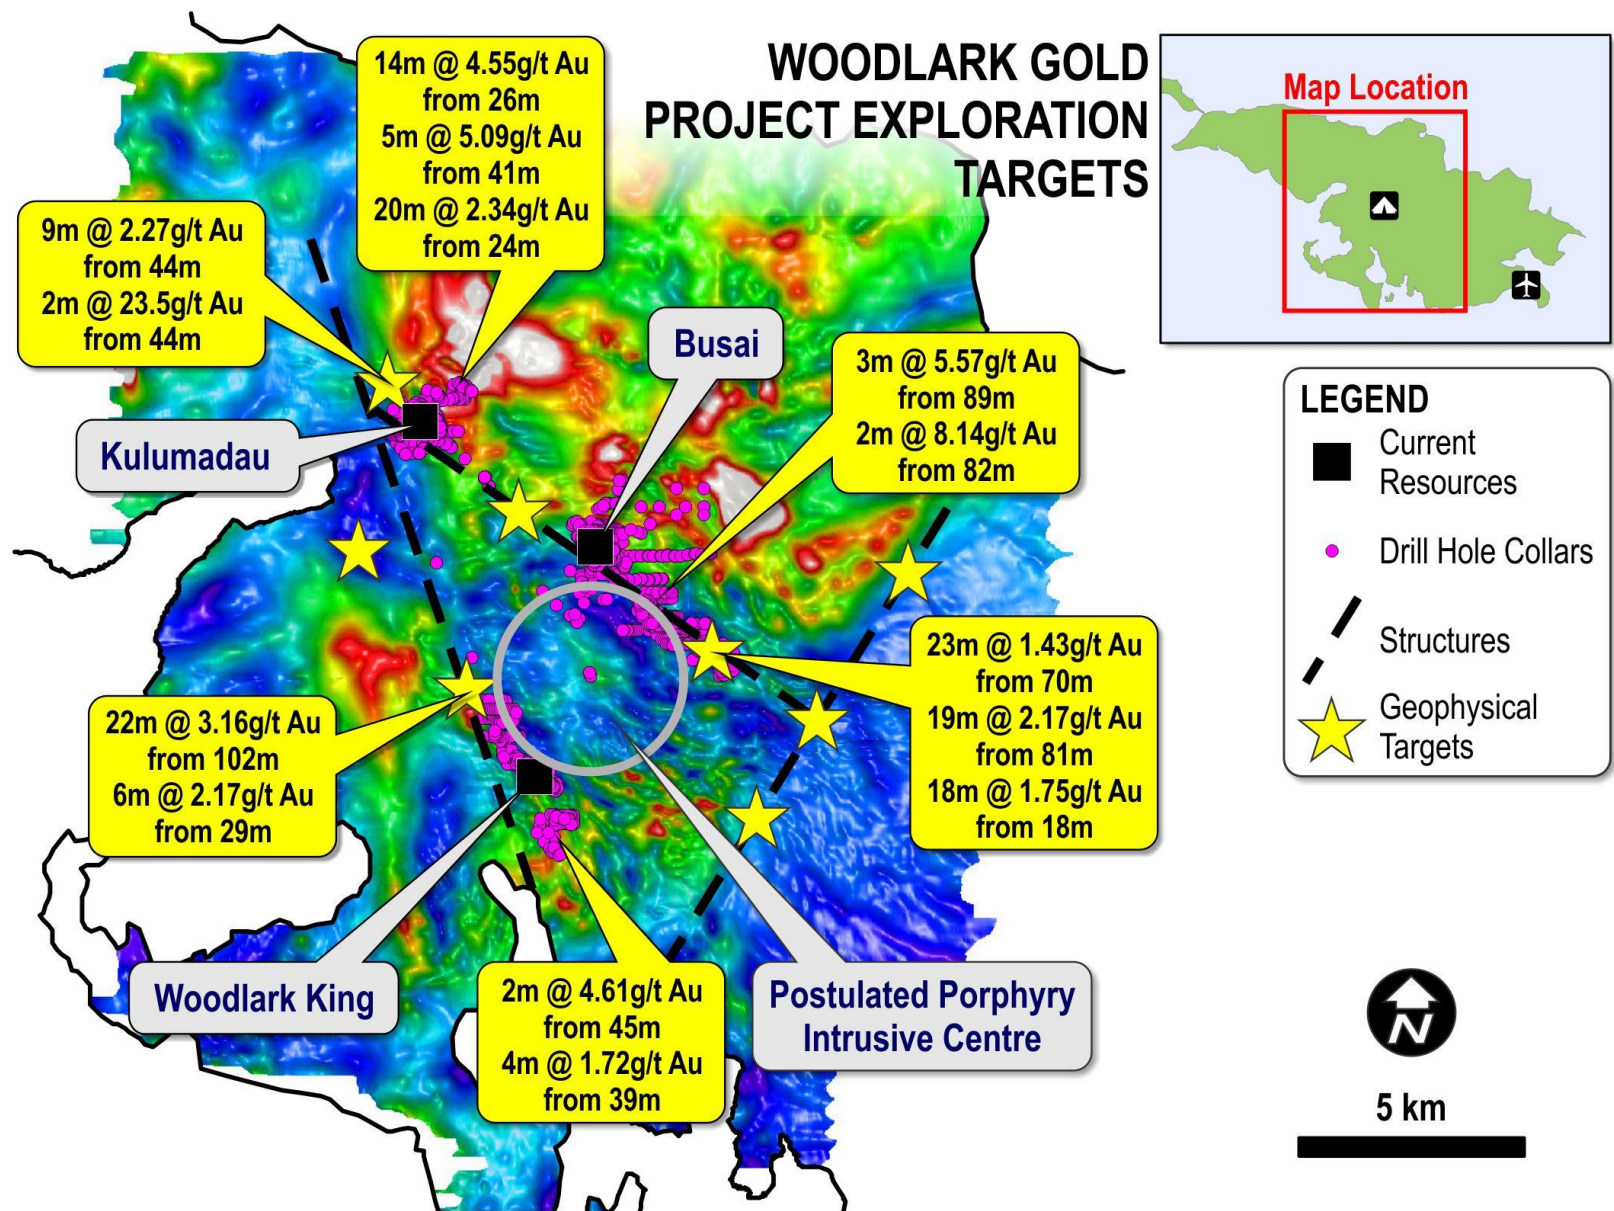 WOODLARK GOLD
PROJECT EXPLORATION
TARGETS
14m @ 4.55g/t Au
from 26m
5m @ 5.09g/t Au
from 41m
20m @ 2.34g/t Au
from 24m
9m @ 2.27g/t Au
from 44m
2m @ 23.5g/t Au
from 44m
Map Location
Busai
3m @ 5.57g/t Au
from 89m
2m @ 8.14g/t Au
from 82m
Kulumadau
LEGEND
Current
Resources
Drill Hole Collars
Structures
Geophysical
Targets
23m @ 1.43g/t Au
from 70m
19m @ 2.17g/t Au
from 81m
18m @ 1.75g/t Au
from 18m
22m @ 3.16g/t Au
from 102m
6m @ 2.17g/t Au
from 29m
Woodlark King
2m @ 4.61g/t Au
from 45m
4m @ 1.72g/t Au
from 39m
Postulated Porphyry
Intrusive Centre
N
5 km